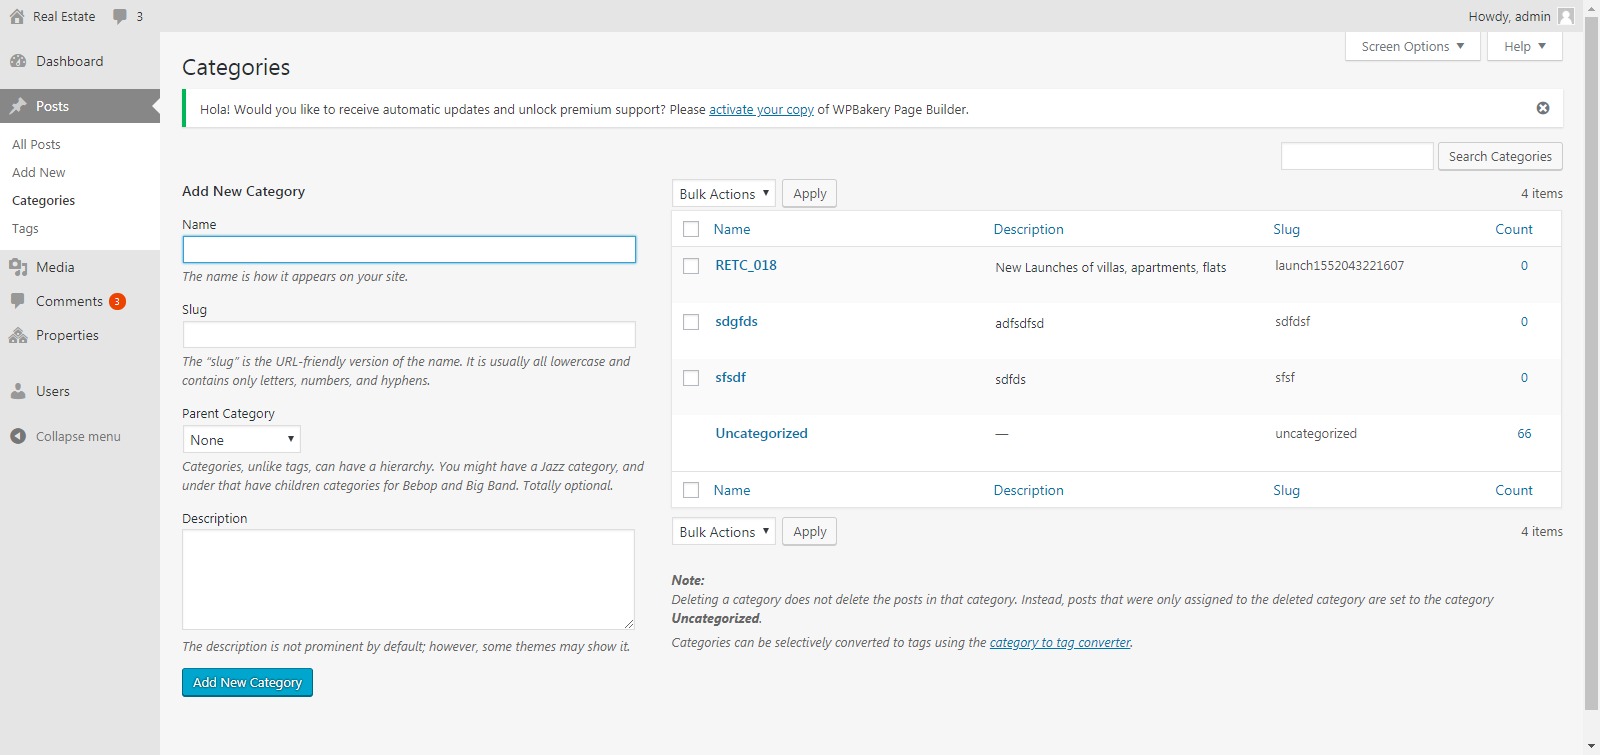 Real Estate 3 Howdy, admin
Screen Options Help
Dashboard
Posts
All Posts
Add New
Categories
Tags
Media
Comments 3
Properties
Users
Collapse menu
Categories
Hola! Would you like to receive automatic updates and unlock premium support? Please activate your copy of WPBakery Page Builder.
Search Categories
Add New Category
Name
The name is how it appears on your site.
Slug
The “slug” is the URL-friendly version of the name. It is usually all lowercase and
contains only letters, numbers, and hyphens.
Parent Category
None
Categories, unlike tags, can have a hierarchy. You might have a Jazz category, and
under that have children categories for Bebop and Big Band. Totally optional.
Description
The description is not prominent by default; however, some themes may show it.
Add New Category
Bulk Actions Apply 4 items
Name Description Slug Count
RETC_018 New Launches of villas, apartments, flats launch1552043221607 0
sdgfds adfsdfsd sdfdsf 0
sfsdf sdfds sfsf 0
Uncategorized — uncategorized 66
Name Description Slug Count
Bulk Actions Apply 4 items
Note:
Deleting a category does not delete the posts in that category. Instead, posts that were only assigned to the deleted category are set to the category
Uncategorized.
Categories can be selectively converted to tags using the category to tag converter.